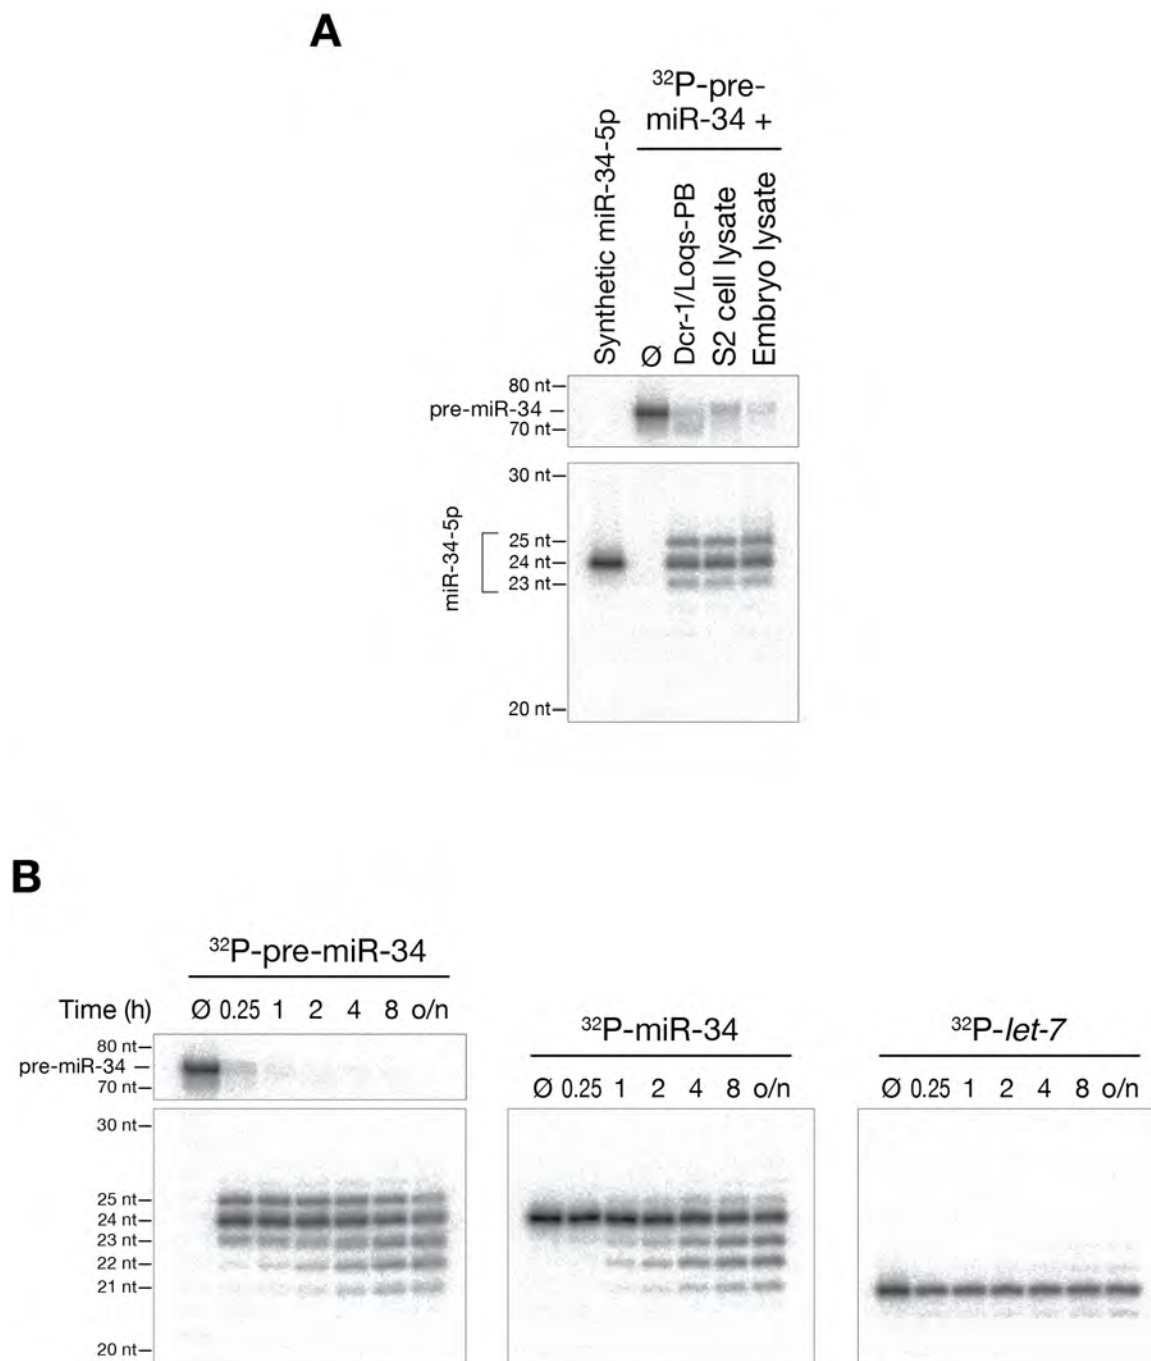 A
Synthetic miR-34-5p
³²P-pre-
miR-34 +
Ø
Dcr-1/Loqs-PB
S2 cell lysate
Embryo lysate
80 nt
pre-miR-34
70 nt
30 nt
miR-34-5p
25 nt
24 nt
23 nt
20 nt
B
³²P-pre-miR-34
Time (h) Ø 0.25 1 2 4 8 o/n
80 nt
pre-miR-34
70 nt
30 nt
25 nt
24 nt
23 nt
22 nt
21 nt
20 nt
³²P-miR-34
Ø 0.25 1 2 4 8 o/n
³²P-let-7
Ø 0.25 1 2 4 8 o/n